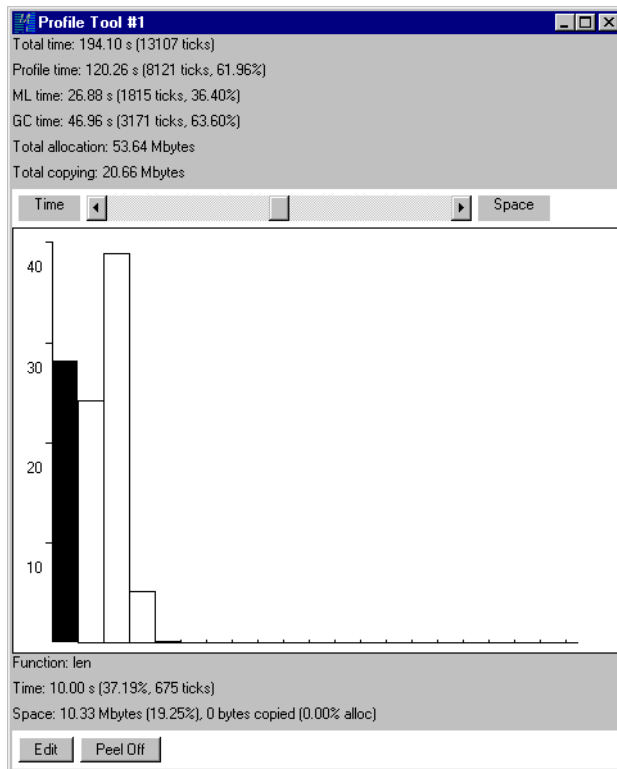 Profile Tool #1
Total time: 194.10 s (13107 ticks)
Profile time: 120.26 s (8121 ticks, 61.96%)
ML time: 26.88 s (1815 ticks, 36.40%)
GC time: 46.96 s (3171 ticks, 63.60%)
Total allocation: 53.64 Mbytes
Total copying: 20.66 Mbytes
Time Space
40
30
20
10
Function: len
Time: 10.00 s (37.19%, 675 ticks)
Space: 10.33 Mbytes (19.25%), 0 bytes copied (0.00% alloc)
Edit Peel Off